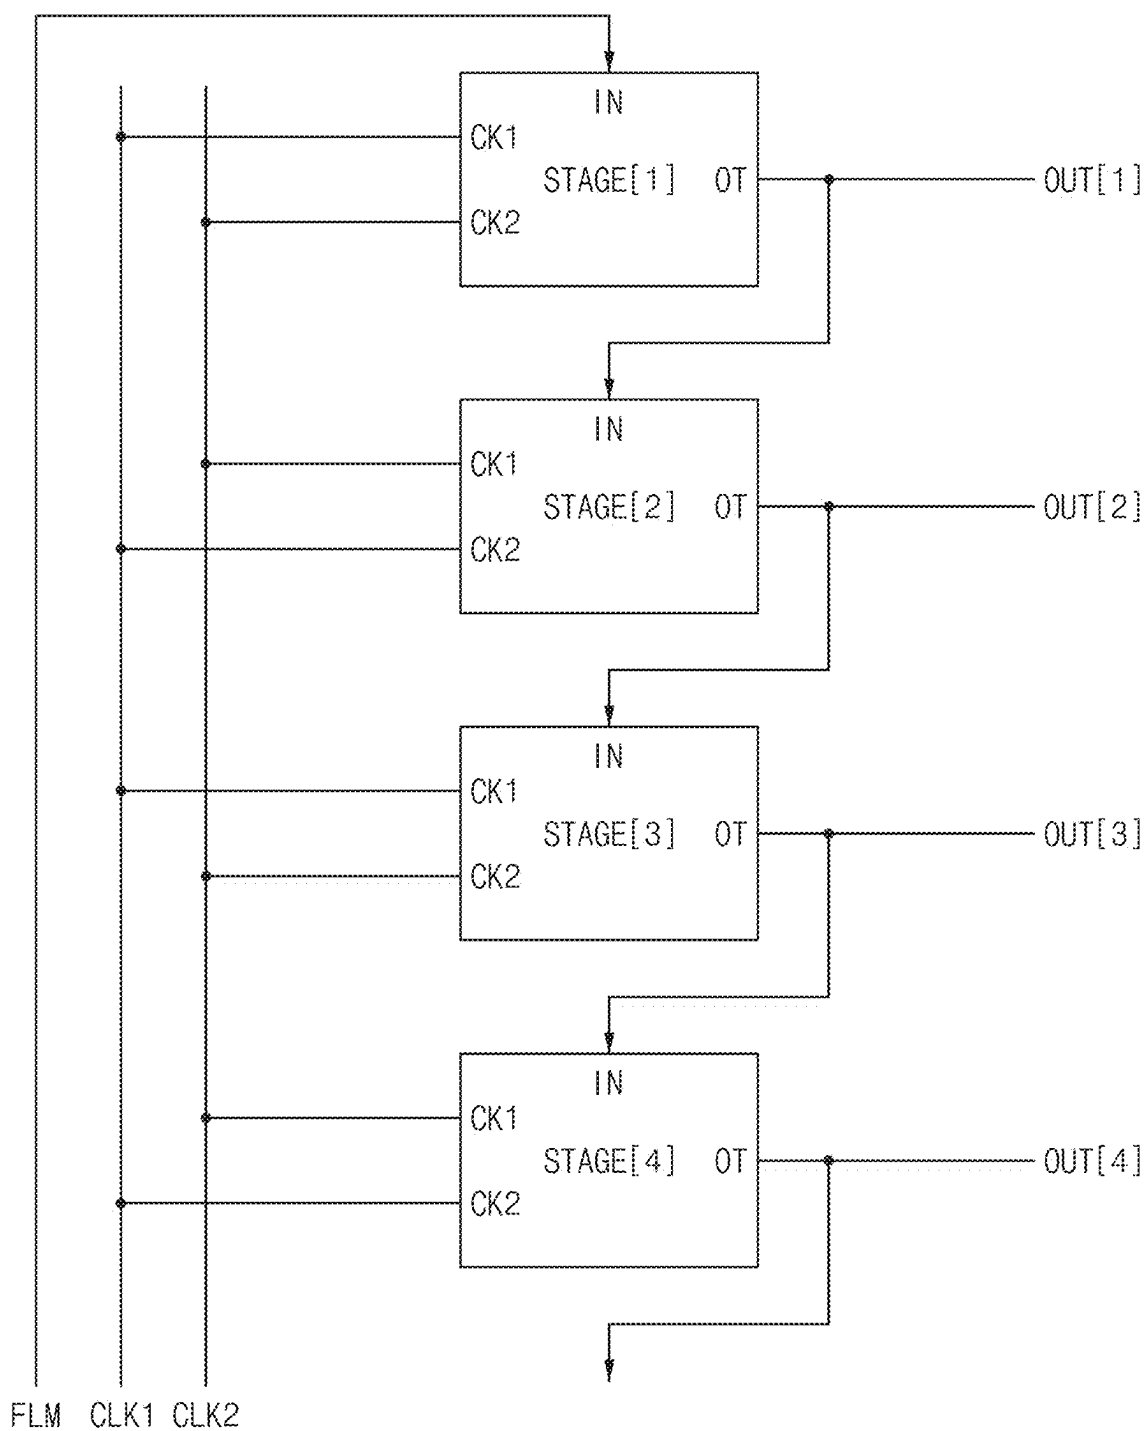 IN
CK1
STAGE[1] OT OUT[1]
CK2
IN
CK1
STAGE[2] OT OUT[2]
CK2
IN
CK1
STAGE[3] OT OUT[3]
CK2
IN
CK1
STAGE[4] OT OUT[4]
CK2
FLM CLK1 CLK2